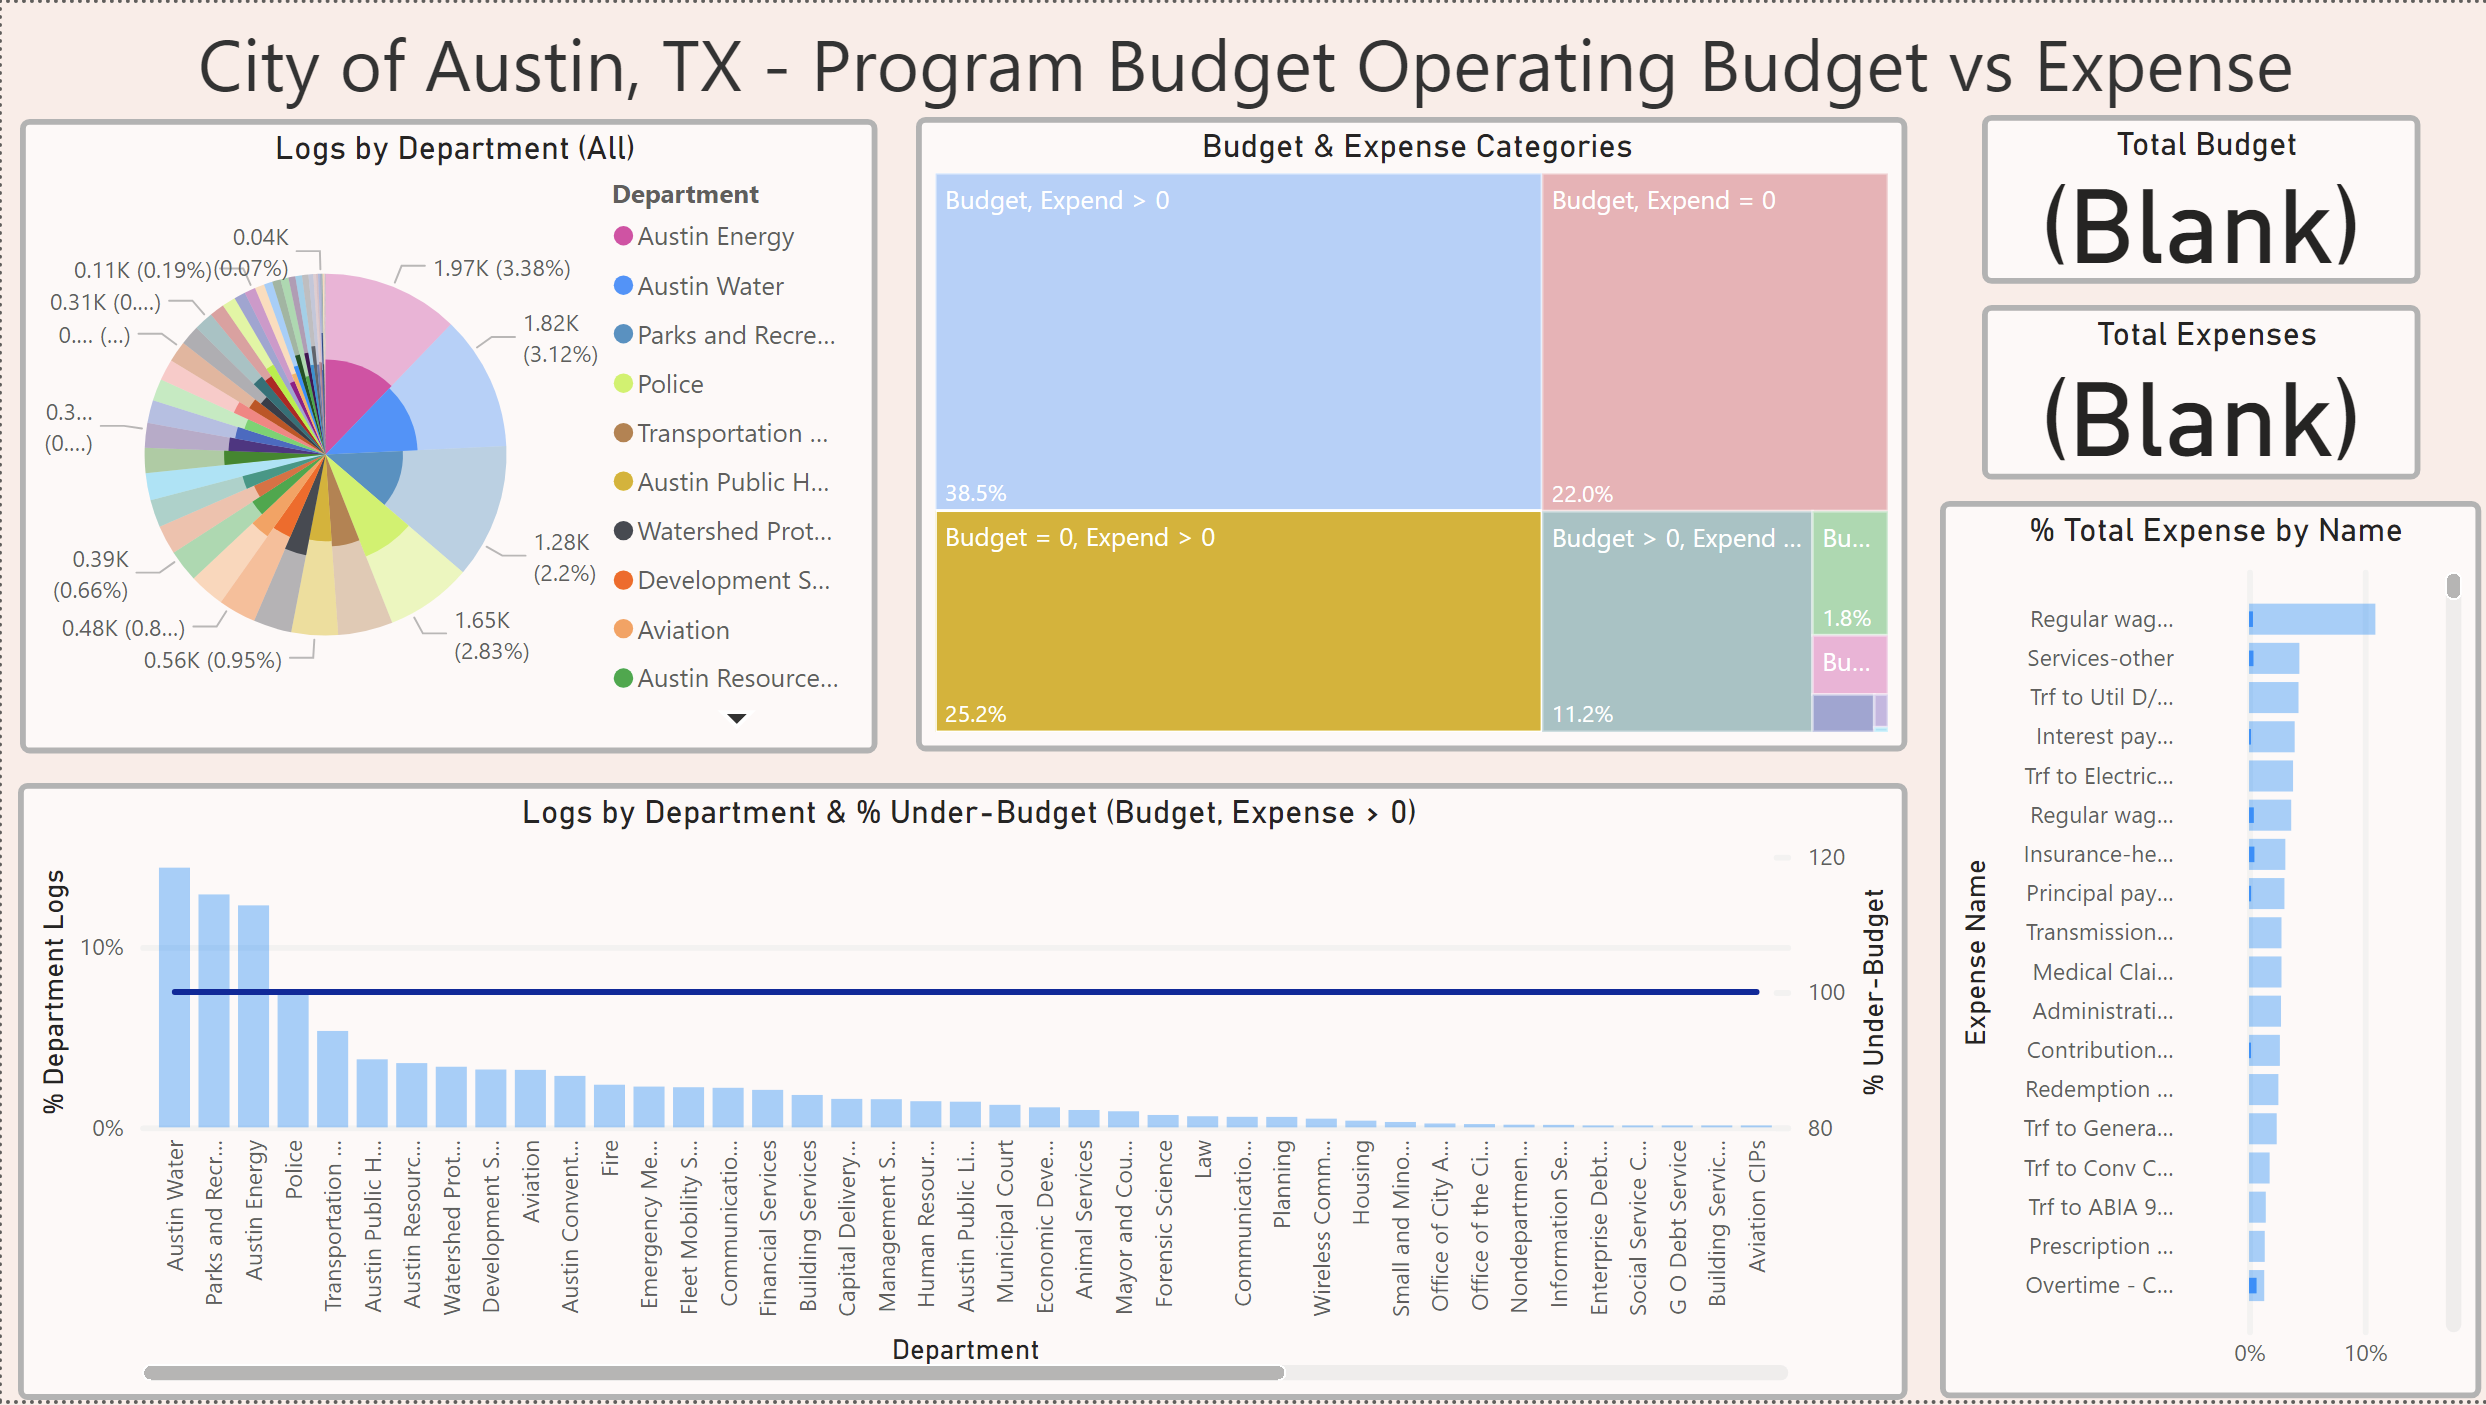 City of Austin, TX - Program Budget Operating Budget vs Expense
Logs by Department (All)
Department
Austin Energy
Austin Water
Parks and Recre...
Police
Transportation ...
Austin Public H...
Watershed Prot...
Development S...
Aviation
Austin Resource...
0.04K
(0.07%)
0.11K (0.19%)
0.31K (0....)
0.... (...)
0.3...
(0....)
0.39K
(0.66%)
0.48K (0.8...)
0.56K (0.95%)
1.97K (3.38%)
1.82K
(3.12%)
1.28K
(2.2%)
1.65K
(2.83%)
Budget & Expense Categories
Budget, Expend > 0
38.5%
Budget, Expend = 0
22.0%
Budget = 0, Expend > 0
25.2%
Budget > 0, Expend ...
11.2%
Bu...
1.8%
Bu...
Total Budget
(Blank)
Total Expenses
(Blank)
% Total Expense by Name
Expense Name
Regular wag...
Services-other
Trf to Util D/...
Interest pay...
Trf to Electric...
Regular wag...
Insurance-he...
Principal pay...
Transmission...
Medical Clai...
Administrati...
Contribution...
Redemption ...
Trf to Genera...
Trf to Conv C...
Trf to ABIA 9...
Prescription ...
Overtime - C...
0%
10%
Logs by Department & % Under-Budget (Budget, Expense > 0)
% Department Logs
10%
0%
120
100
80
% Under-Budget
Austin Water
Parks and Recr...
Austin Energy
Police
Transportation ...
Austin Public H...
Austin Resourc...
Watershed Prot...
Development S...
Aviation
Austin Convent...
Fire
Emergency Me...
Fleet Mobility S...
Communicatio...
Financial Services
Building Services
Capital Delivery...
Management S...
Human Resour...
Austin Public Li...
Municipal Court
Economic Deve...
Animal Services
Mayor and Cou...
Forensic Science
Law
Communicatio...
Planning
Wireless Comm...
Housing
Small and Mino...
Office of City A...
Office of the Ci...
Nondepartmen...
Information Se...
Enterprise Debt...
Social Service C...
G O Debt Service
Building Servic...
Aviation CIPs
Department